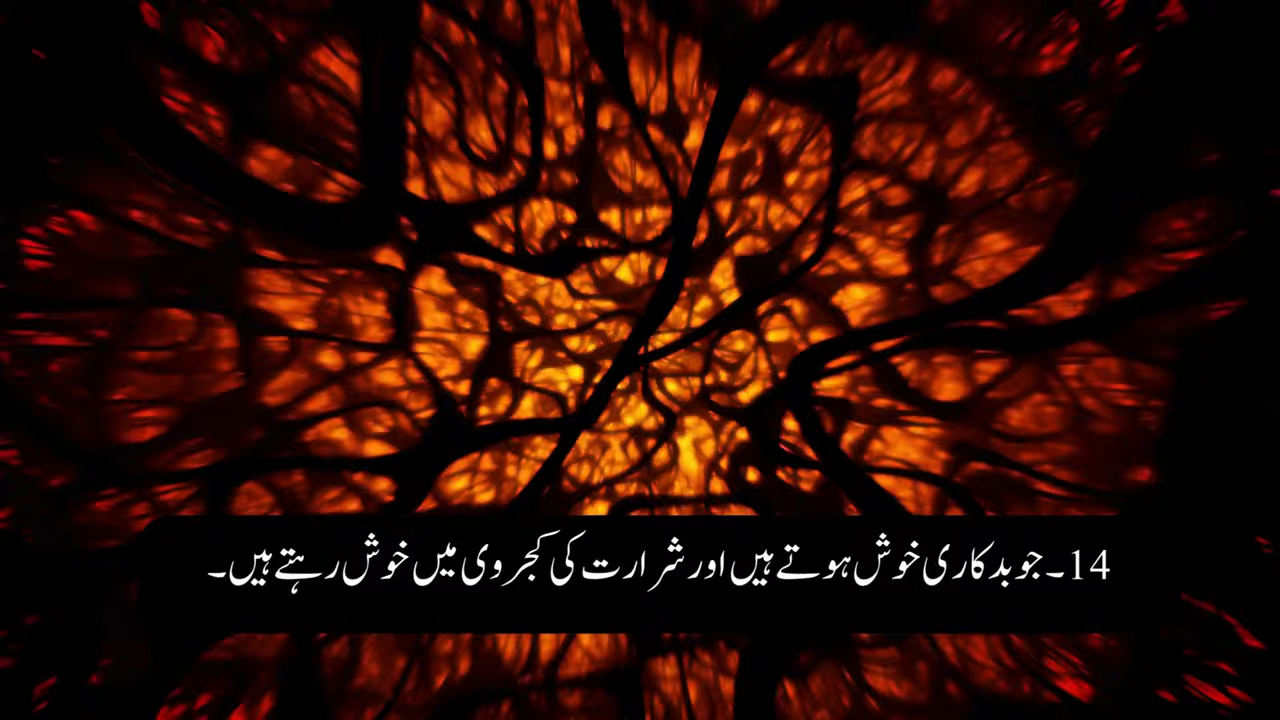 14۔ جو بدکاری خوش ہوتے ہیں اور شرارت کی کجروی میں خوش رہتے ہیں۔